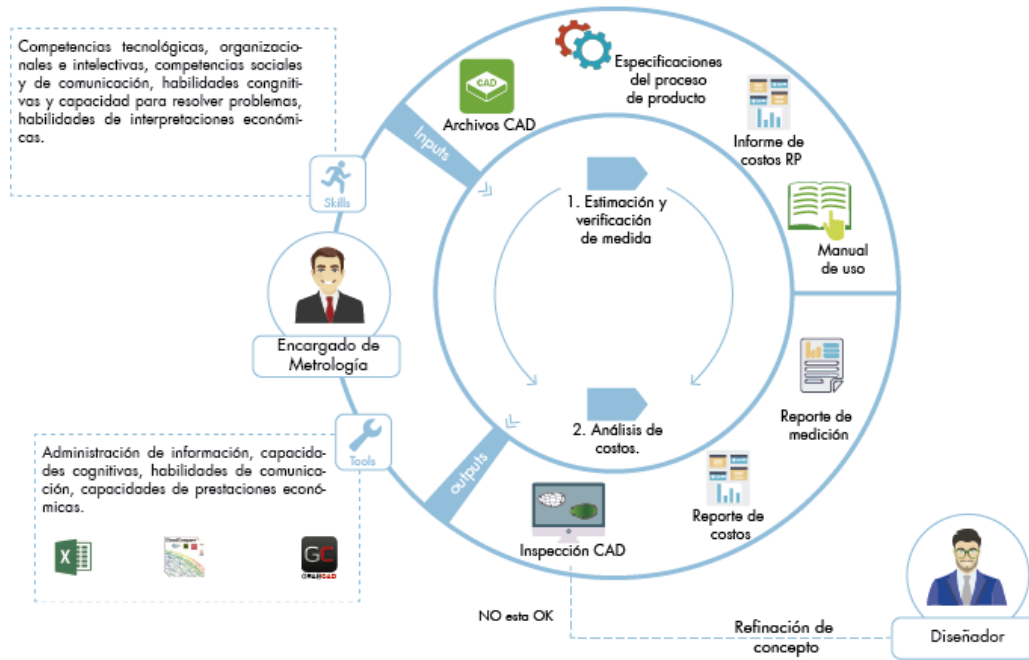 Competencias tecnológicas, organizacio-
nales e intelectivas, competencias sociales
y de comunicación, habilidades congniti-
vas y capacidad para resolver problemas,
habilidades de interpretaciones económi-
cas.
Skills
Encargado de
Metrología
Tools
Administración de información, capacida-
des cognitivas, habilidades de comunica-
ción, capacidades de prestaciones econó-
micas.
X
CloudCompare
GC
GRABCAD
Inputs
CAD
Archivos CAD
Especificaciones
del proceso
de producto
Informe de
costos RP
Manual
de uso
1. Estimación y
verificación
de medida
2. Análisis de
costos.
outputs
Reporte de
medición
Reporte de
costos
Inspección CAD
NO esta OK
Refinación de
concepto
Diseñador